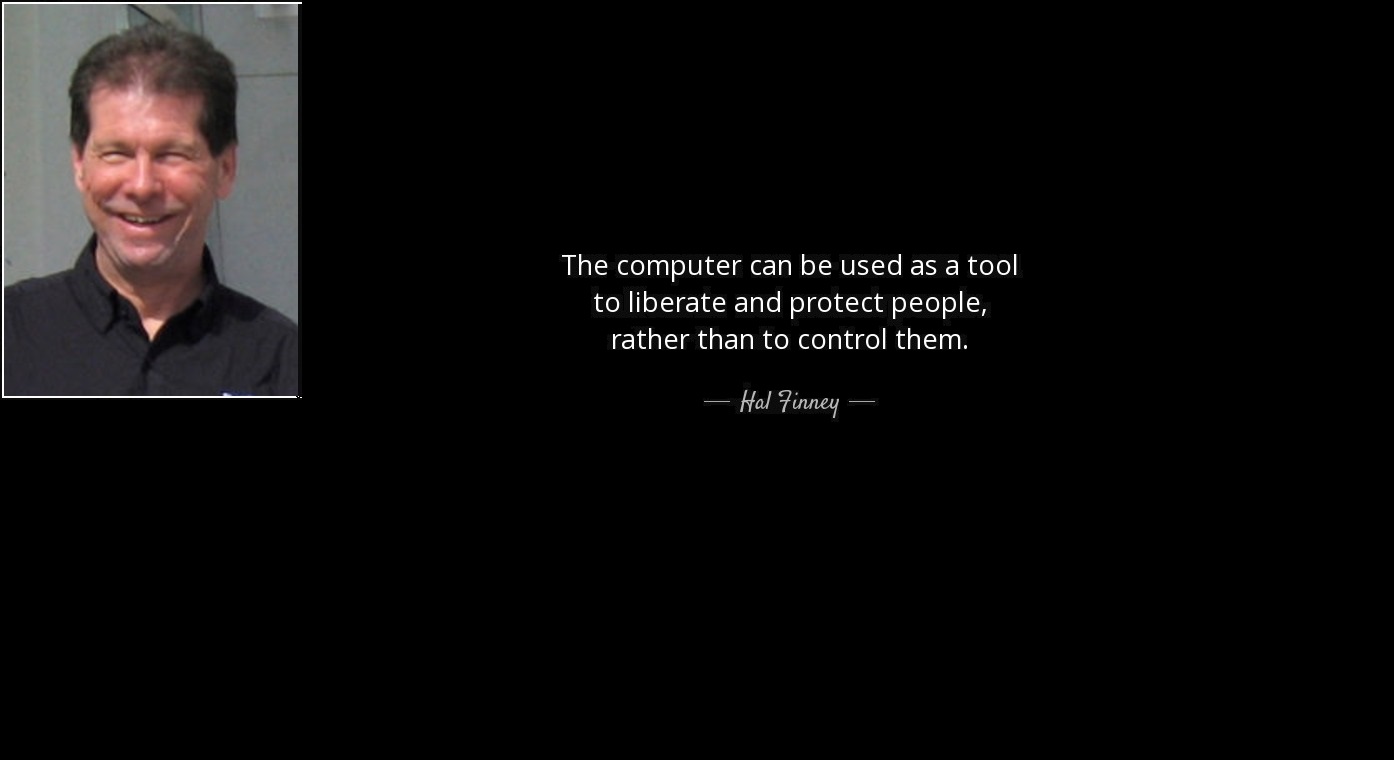 The computer can be used as a tool
to liberate and protect people,
rather than to control them.
— Hal Finney —